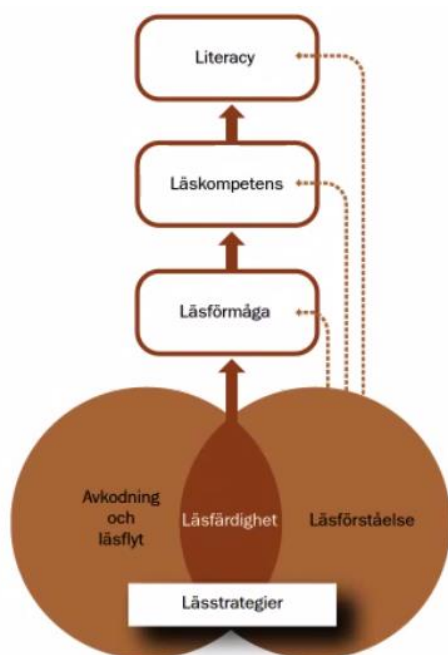 Literacy
Läskompetens
Läsförmåga
Avkodning
och
läsflyt
Läsfärdighet
Läsförståelse
Lässtrategier